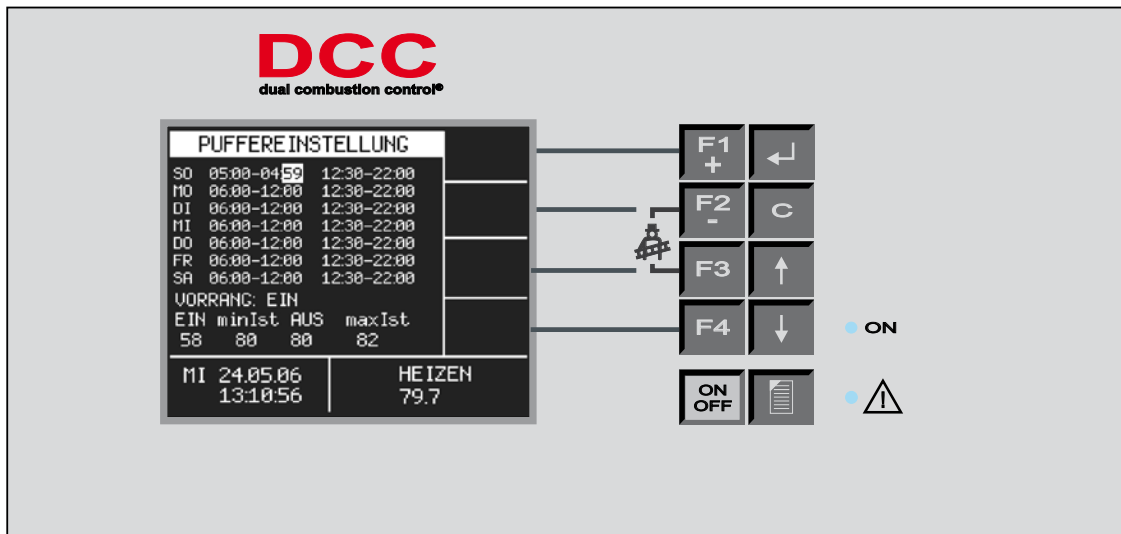 DCC
dual combustion control®
PUFFEREINSTELLUNG
SO 05:00-04:59 12:30-22:00
MO 06:00-12:00 12:30-22:00
DI 06:00-12:00 12:30-22:00
MI 06:00-12:00 12:30-22:00
DO 06:00-12:00 12:30-22:00
FR 06:00-12:00 12:30-22:00
SA 06:00-12:00 12:30-22:00
VORRANG: EIN
EIN minIst AUS maxIst
58 80 80 82
MI 24.05.06
13:10:56
HEIZEN
79.7
F1
+
F2
-
C
F3
F4
ON
ON
OFF